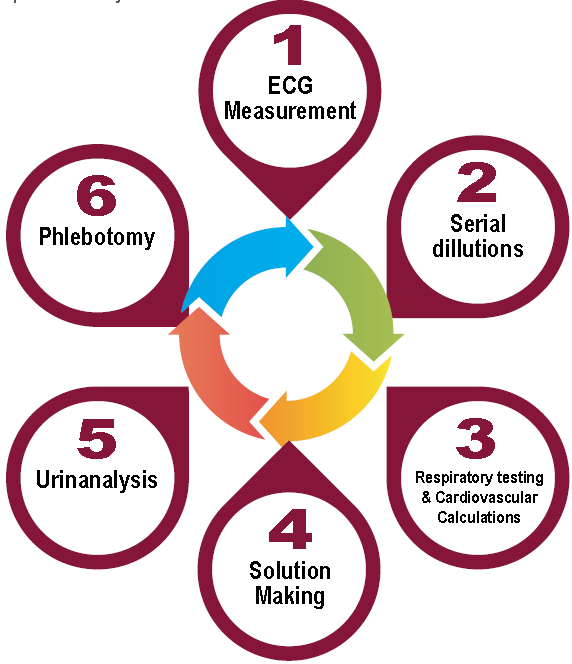 1
ECG
Measurement
2
Serial
dillutions
3
Respiratory testing
& Cardiovascular
Calculations
4
Solution
Making
5
Urinanalysis
6
Phlebotomy